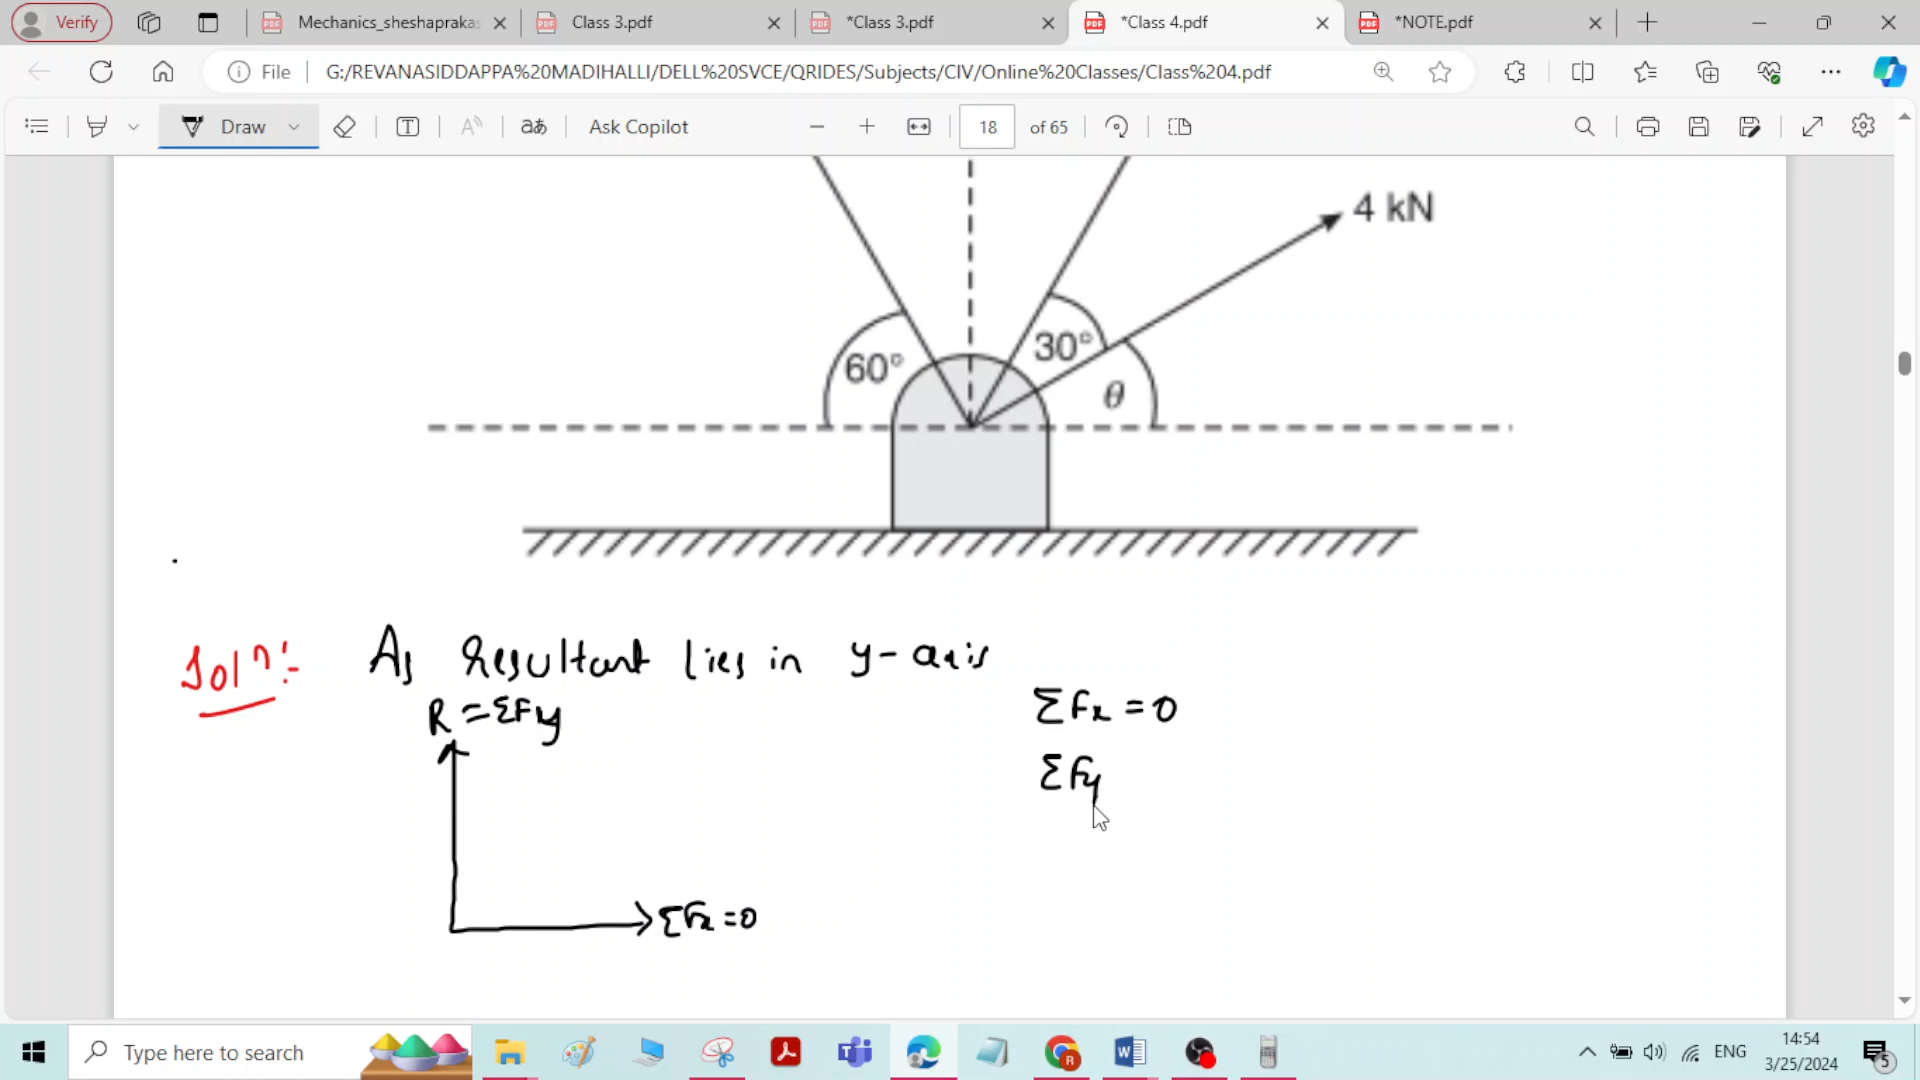 Verify
Mechanics_sheshapraka
Class 3.pdf
*Class 3.pdf
*Class 4.pdf
*NOTE.pdf
File
G:/REVANASIDDAPPA%20MADIHALLI/DELL%20SVCE/QRIDES/Subjects/CIV/Online%20Classes/Class%204.pdf
Draw
Ask Copilot
18 of 65
4 kN
60°
30°
θ
Soln:-
As Resultant lies in y-axis
R = ΣFy
ΣFx = 0
ΣFy
ΣFx = 0
Type here to search
ENG
14:54
3/25/2024
5